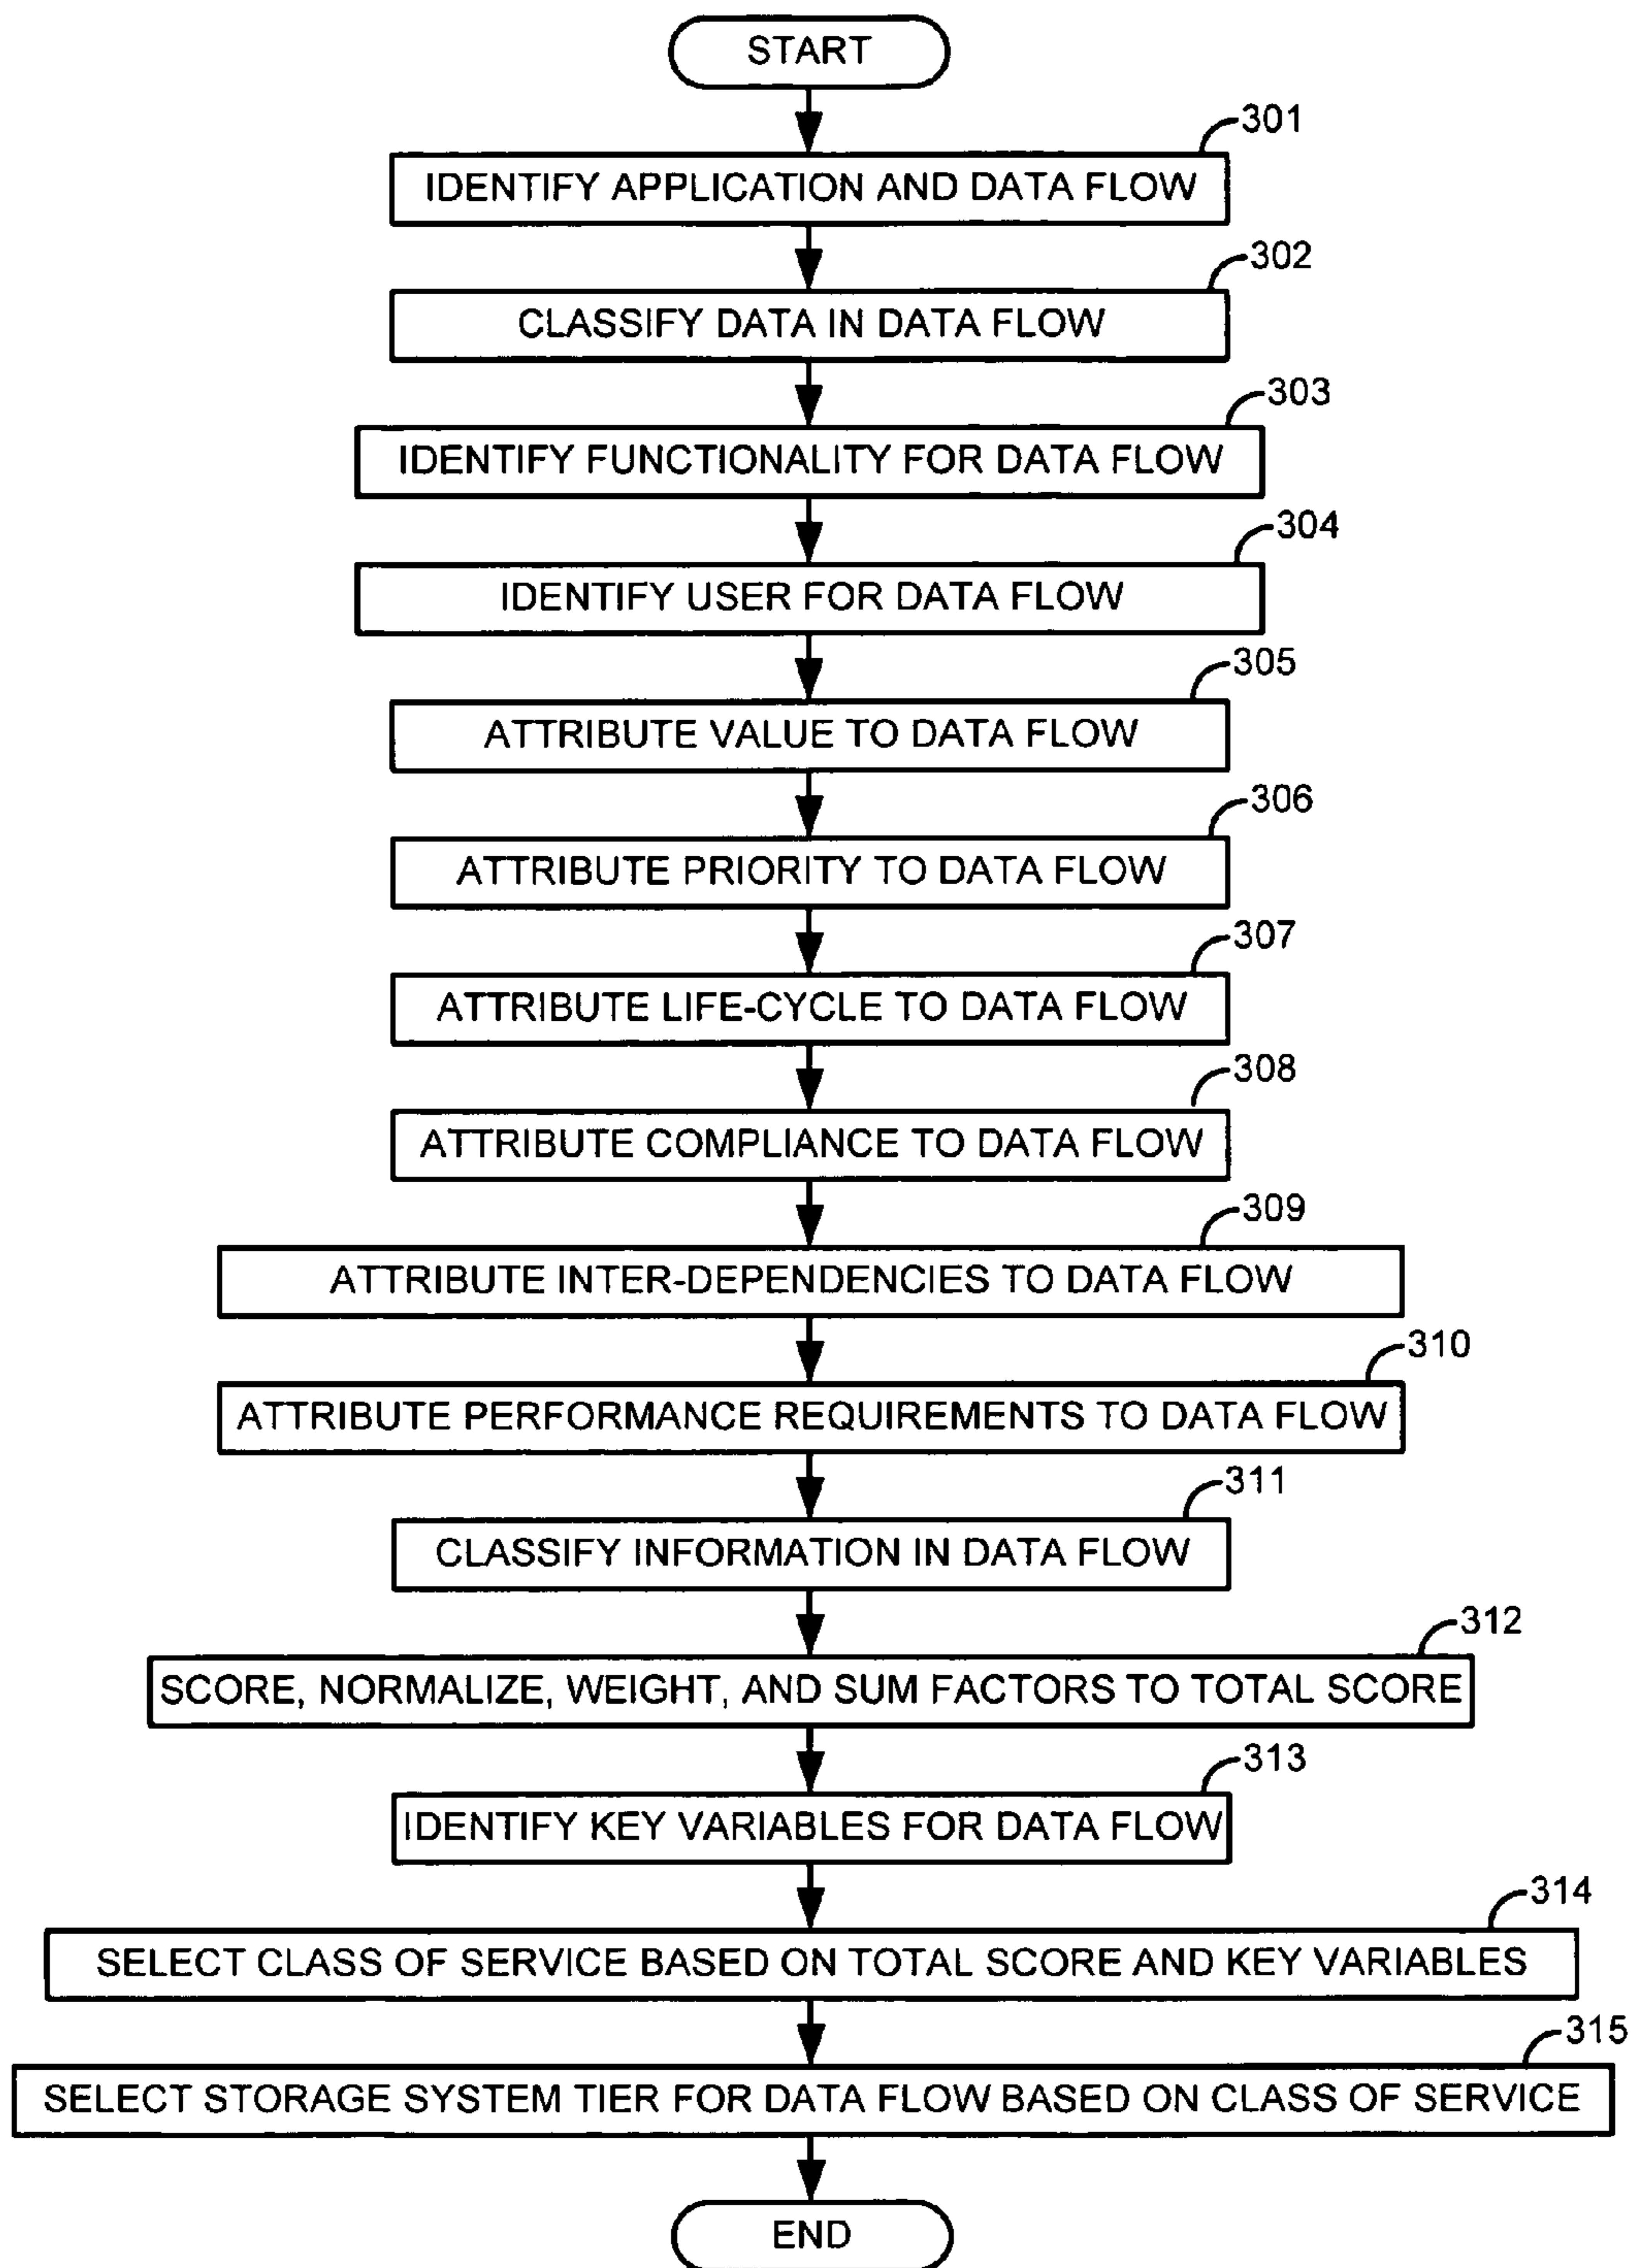 START
301
IDENTIFY APPLICATION AND DATA FLOW
302
CLASSIFY DATA IN DATA FLOW
303
IDENTIFY FUNCTIONALITY FOR DATA FLOW
304
IDENTIFY USER FOR DATA FLOW
305
ATTRIBUTE VALUE TO DATA FLOW
306
ATTRIBUTE PRIORITY TO DATA FLOW
307
ATTRIBUTE LIFE-CYCLE TO DATA FLOW
308
ATTRIBUTE COMPLIANCE TO DATA FLOW
309
ATTRIBUTE INTER-DEPENDENCIES TO DATA FLOW
310
ATTRIBUTE PERFORMANCE REQUIREMENTS TO DATA FLOW
311
CLASSIFY INFORMATION IN DATA FLOW
312
SCORE, NORMALIZE, WEIGHT, AND SUM FACTORS TO TOTAL SCORE
313
IDENTIFY KEY VARIABLES FOR DATA FLOW
314
SELECT CLASS OF SERVICE BASED ON TOTAL SCORE AND KEY VARIABLES
315
SELECT STORAGE SYSTEM TIER FOR DATA FLOW BASED ON CLASS OF SERVICE
END